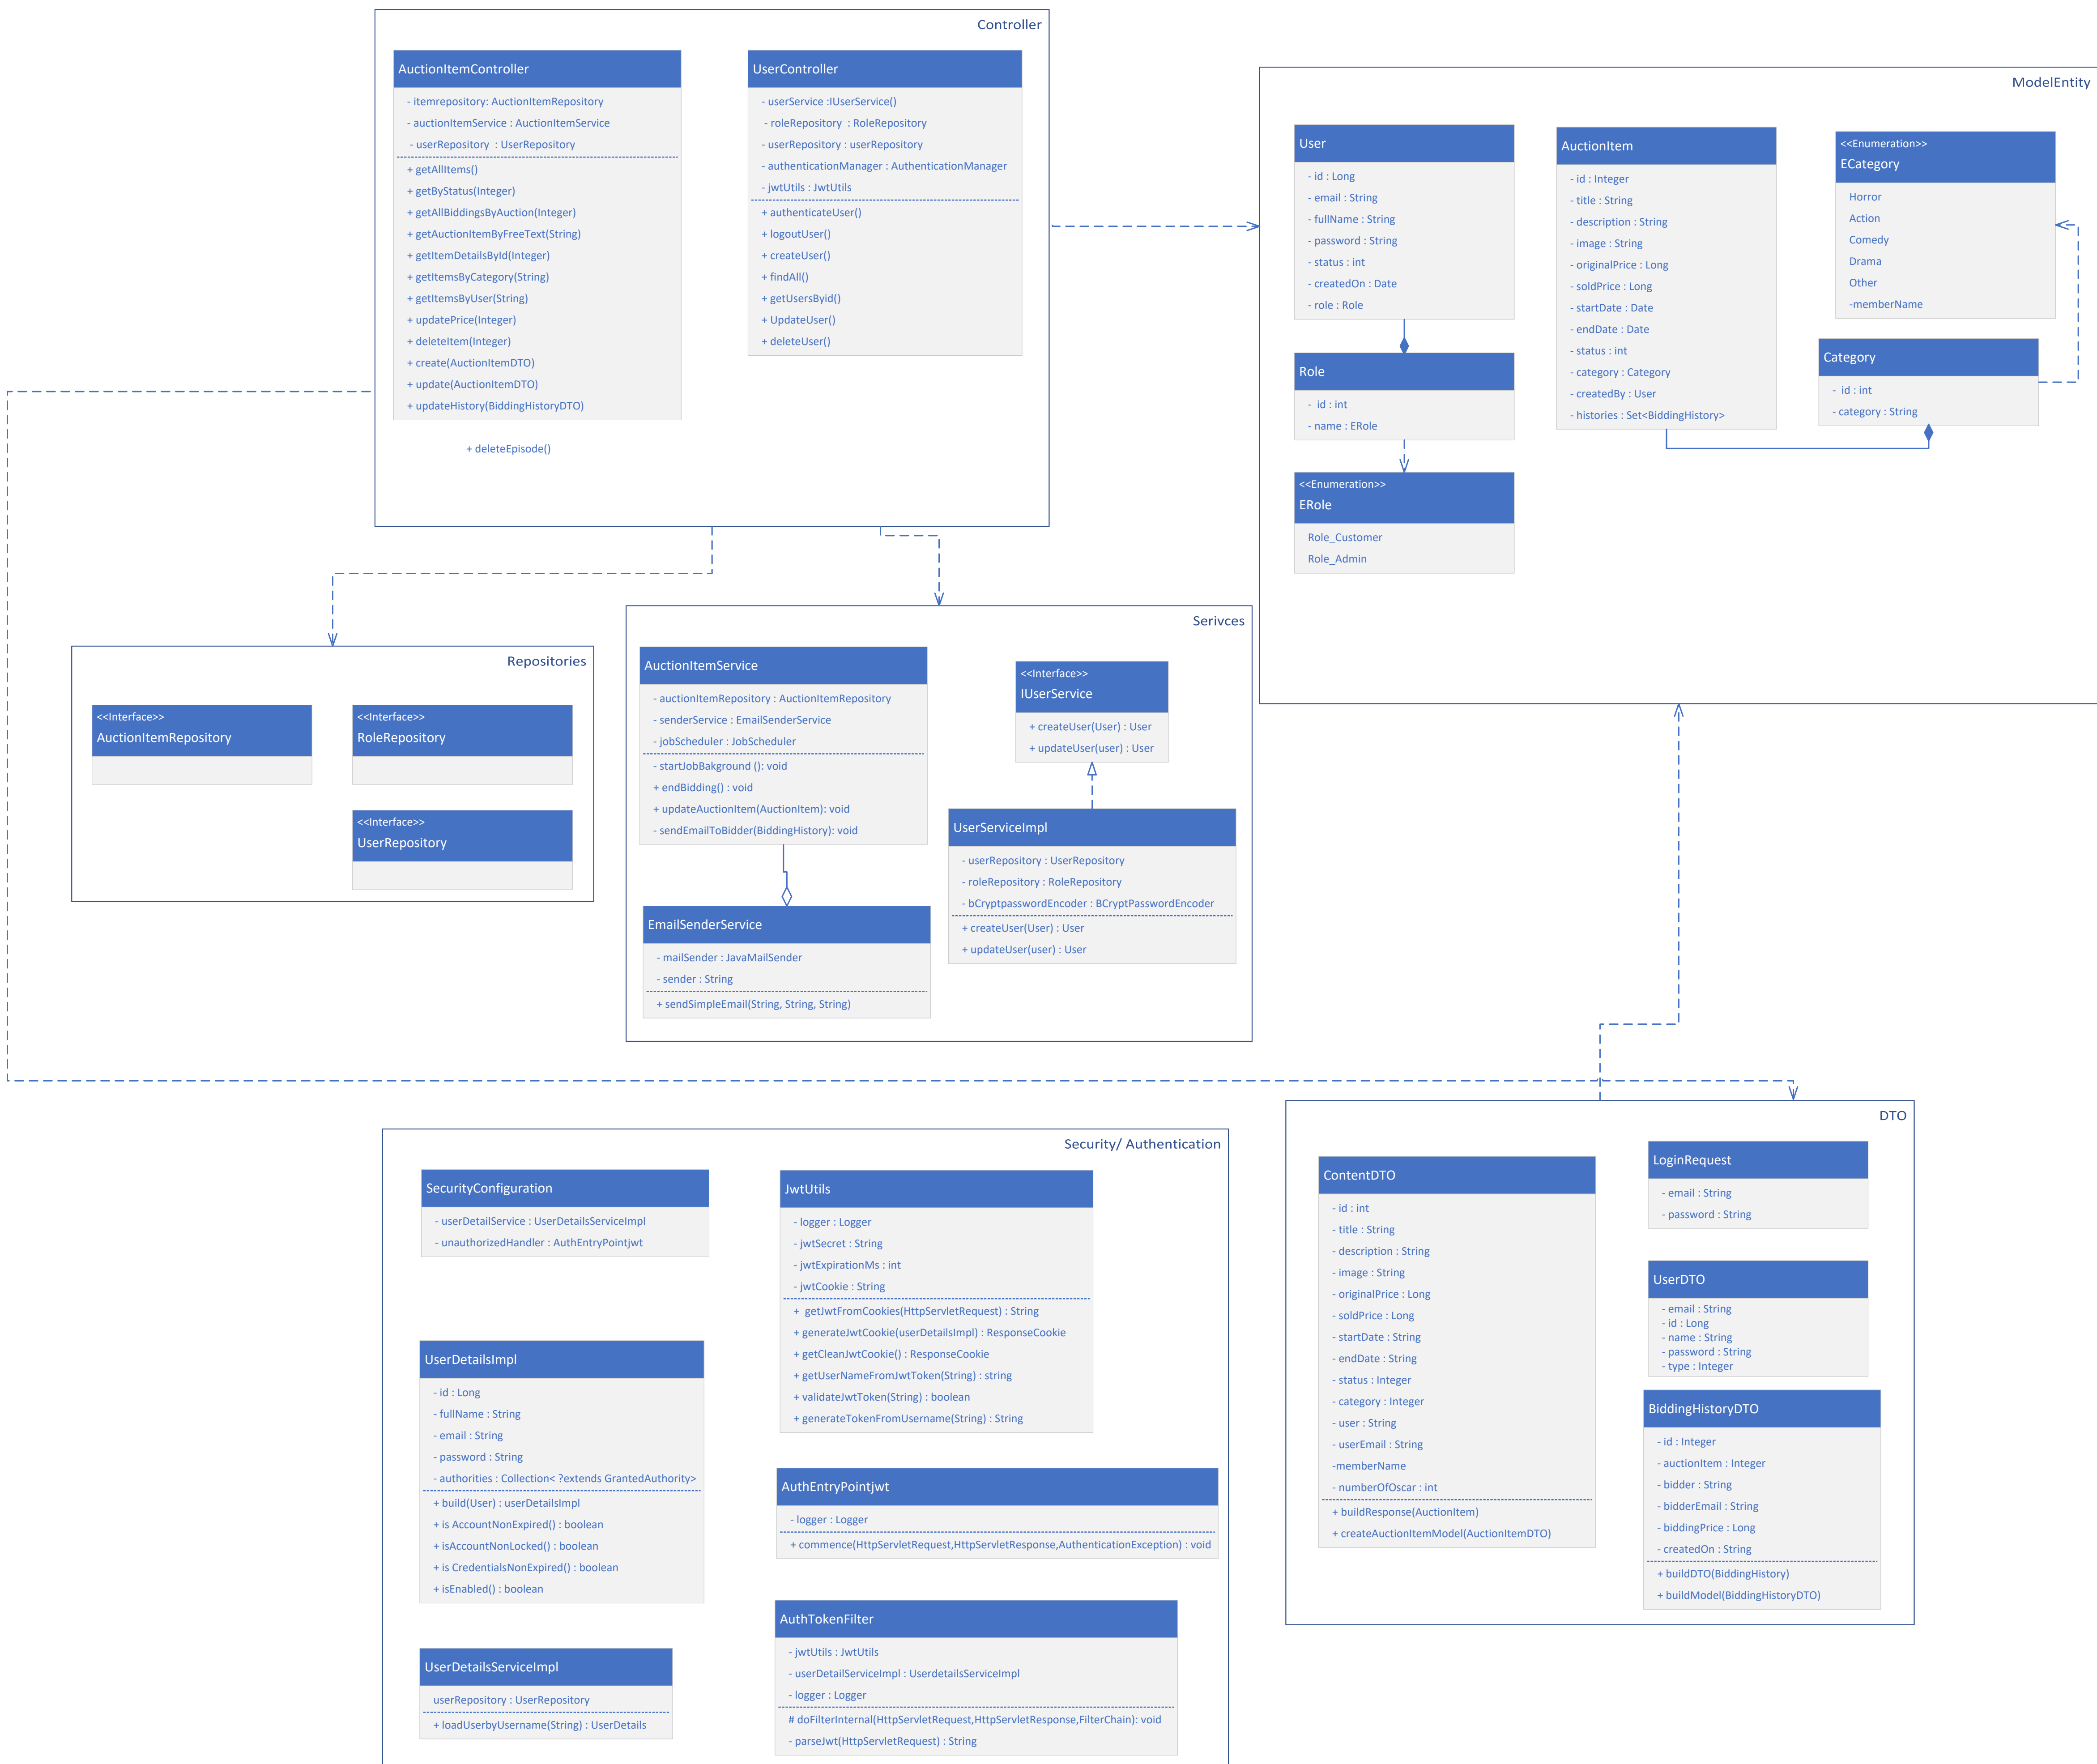 Controller
AuctionItemController
- itemrepository: AuctionItemRepository
- auctionItemService : AuctionItemService
- userRepository : UserRepository
+ getAllItems()
+ getByStatus(Integer)
+ getAllBiddingsByAuction(Integer)
+ getAuctionItemByFreeText(String)
+ getItemDetailsById(Integer)
+ getItemsByCategory(String)
+ getItemsByUser(String)
+ updatePrice(Integer)
+ deleteItem(Integer)
+ create(AuctionItemDTO)
+ update(AuctionItemDTO)
+ updateHistory(BiddingHistoryDTO)
+ deleteEpisode()
UserController
- userService :IUserService()
- roleRepository : RoleRepository
- userRepository : userRepository
- authenticationManager : AuthenticationManager
- jwtUtils : JwtUtils
+ authenticateUser()
+ logoutUser()
+ createUser()
+ findAll()
+ getUsersByid()
+ UpdateUser()
+ deleteUser()
ModelEntity
User
- id : Long
- email : String
- fullName : String
- password : String
- status : int
- createdOn : Date
- role : Role
Role
- id : int
- name : ERole
<<Enumeration>>
ERole
Role_Customer
Role_Admin
AuctionItem
- id : Integer
- title : String
- description : String
- image : String
- originalPrice : Long
- soldPrice : Long
- startDate : Date
- endDate : Date
- status : int
- category : Category
- createdBy : User
- histories : Set<BiddingHistory>
<<Enumeration>>
ECategory
Horror
Action
Comedy
Drama
Other
-memberName
Category
- id : int
- category : String
Repositories
<<Interface>>
AuctionItemRepository
<<Interface>>
RoleRepository
<<Interface>>
UserRepository
Serivces
AuctionItemService
- auctionItemRepository : AuctionItemRepository
- senderService : EmailSenderService
- jobScheduler : JobScheduler
- startJobBakground (): void
+ endBidding() : void
+ updateAuctionItem(AuctionItem): void
- sendEmailToBidder(BiddingHistory): void
EmailSenderService
- mailSender : JavaMailSender
- sender : String
+ sendSimpleEmail(String, String, String)
<<Interface>>
IUserService
+ createUser(User) : User
+ updateUser(user) : User
UserServiceImpl
- userRepository : UserRepository
- roleRepository : RoleRepository
- bCryptpasswordEncoder : BCryptPasswordEncoder
+ createUser(User) : User
+ updateUser(user) : User
Security/ Authentication
SecurityConfiguration
- userDetailService : UserDetailsServiceImpl
- unauthorizedHandler : AuthEntryPointjwt
UserDetailsImpl
- id : Long
- fullName : String
- email : String
- password : String
- authorities : Collection< ?extends GrantedAuthority>
+ build(User) : userDetailsImpl
+ is AccountNonExpired() : boolean
+ isAccountNonLocked() : boolean
+ is CredentialsNonExpired() : boolean
+ isEnabled() : boolean
UserDetailsServiceImpl
userRepository : UserRepository
+ loadUserbyUsername(String) : UserDetails
JwtUtils
- logger : Logger
- jwtSecret : String
- jwtExpirationMs : int
- jwtCookie : String
+ getJwtFromCookies(HttpServletRequest) : String
+ generateJwtCookie(userDetailsImpl) : ResponseCookie
+ getCleanJwtCookie() : ResponseCookie
+ getUserNameFromJwtToken(String) : string
+ validateJwtToken(String) : boolean
+ generateTokenFromUsername(String) : String
AuthEntryPointjwt
- logger : Logger
+ commence(HttpServletRequest,HttpServletResponse,AuthenticationException) : void
AuthTokenFilter
- jwtUtils : JwtUtils
- userDetailServiceImpl : UserdetailsServiceImpl
- logger : Logger
# doFilterInternal(HttpServletRequest,HttpServletResponse,FilterChain): void
- parseJwt(HttpServletRequest) : String
DTO
ContentDTO
- id : int
- title : String
- description : String
- image : String
- originalPrice : Long
- soldPrice : Long
- startDate : String
- endDate : String
- status : Integer
- category : Integer
- user : String
- userEmail : String
-memberName
- numberOfOscar : int
+ buildResponse(AuctionItem)
+ createAuctionItemModel(AuctionItemDTO)
LoginRequest
- email : String
- password : String
UserDTO
- email : String
- id : Long
- name : String
- password : String
- type : Integer
BiddingHistoryDTO
- id : Integer
- auctionItem : Integer
- bidder : String
- bidderEmail : String
- biddingPrice : Long
- createdOn : String
+ buildDTO(BiddingHistory)
+ buildModel(BiddingHistoryDTO)